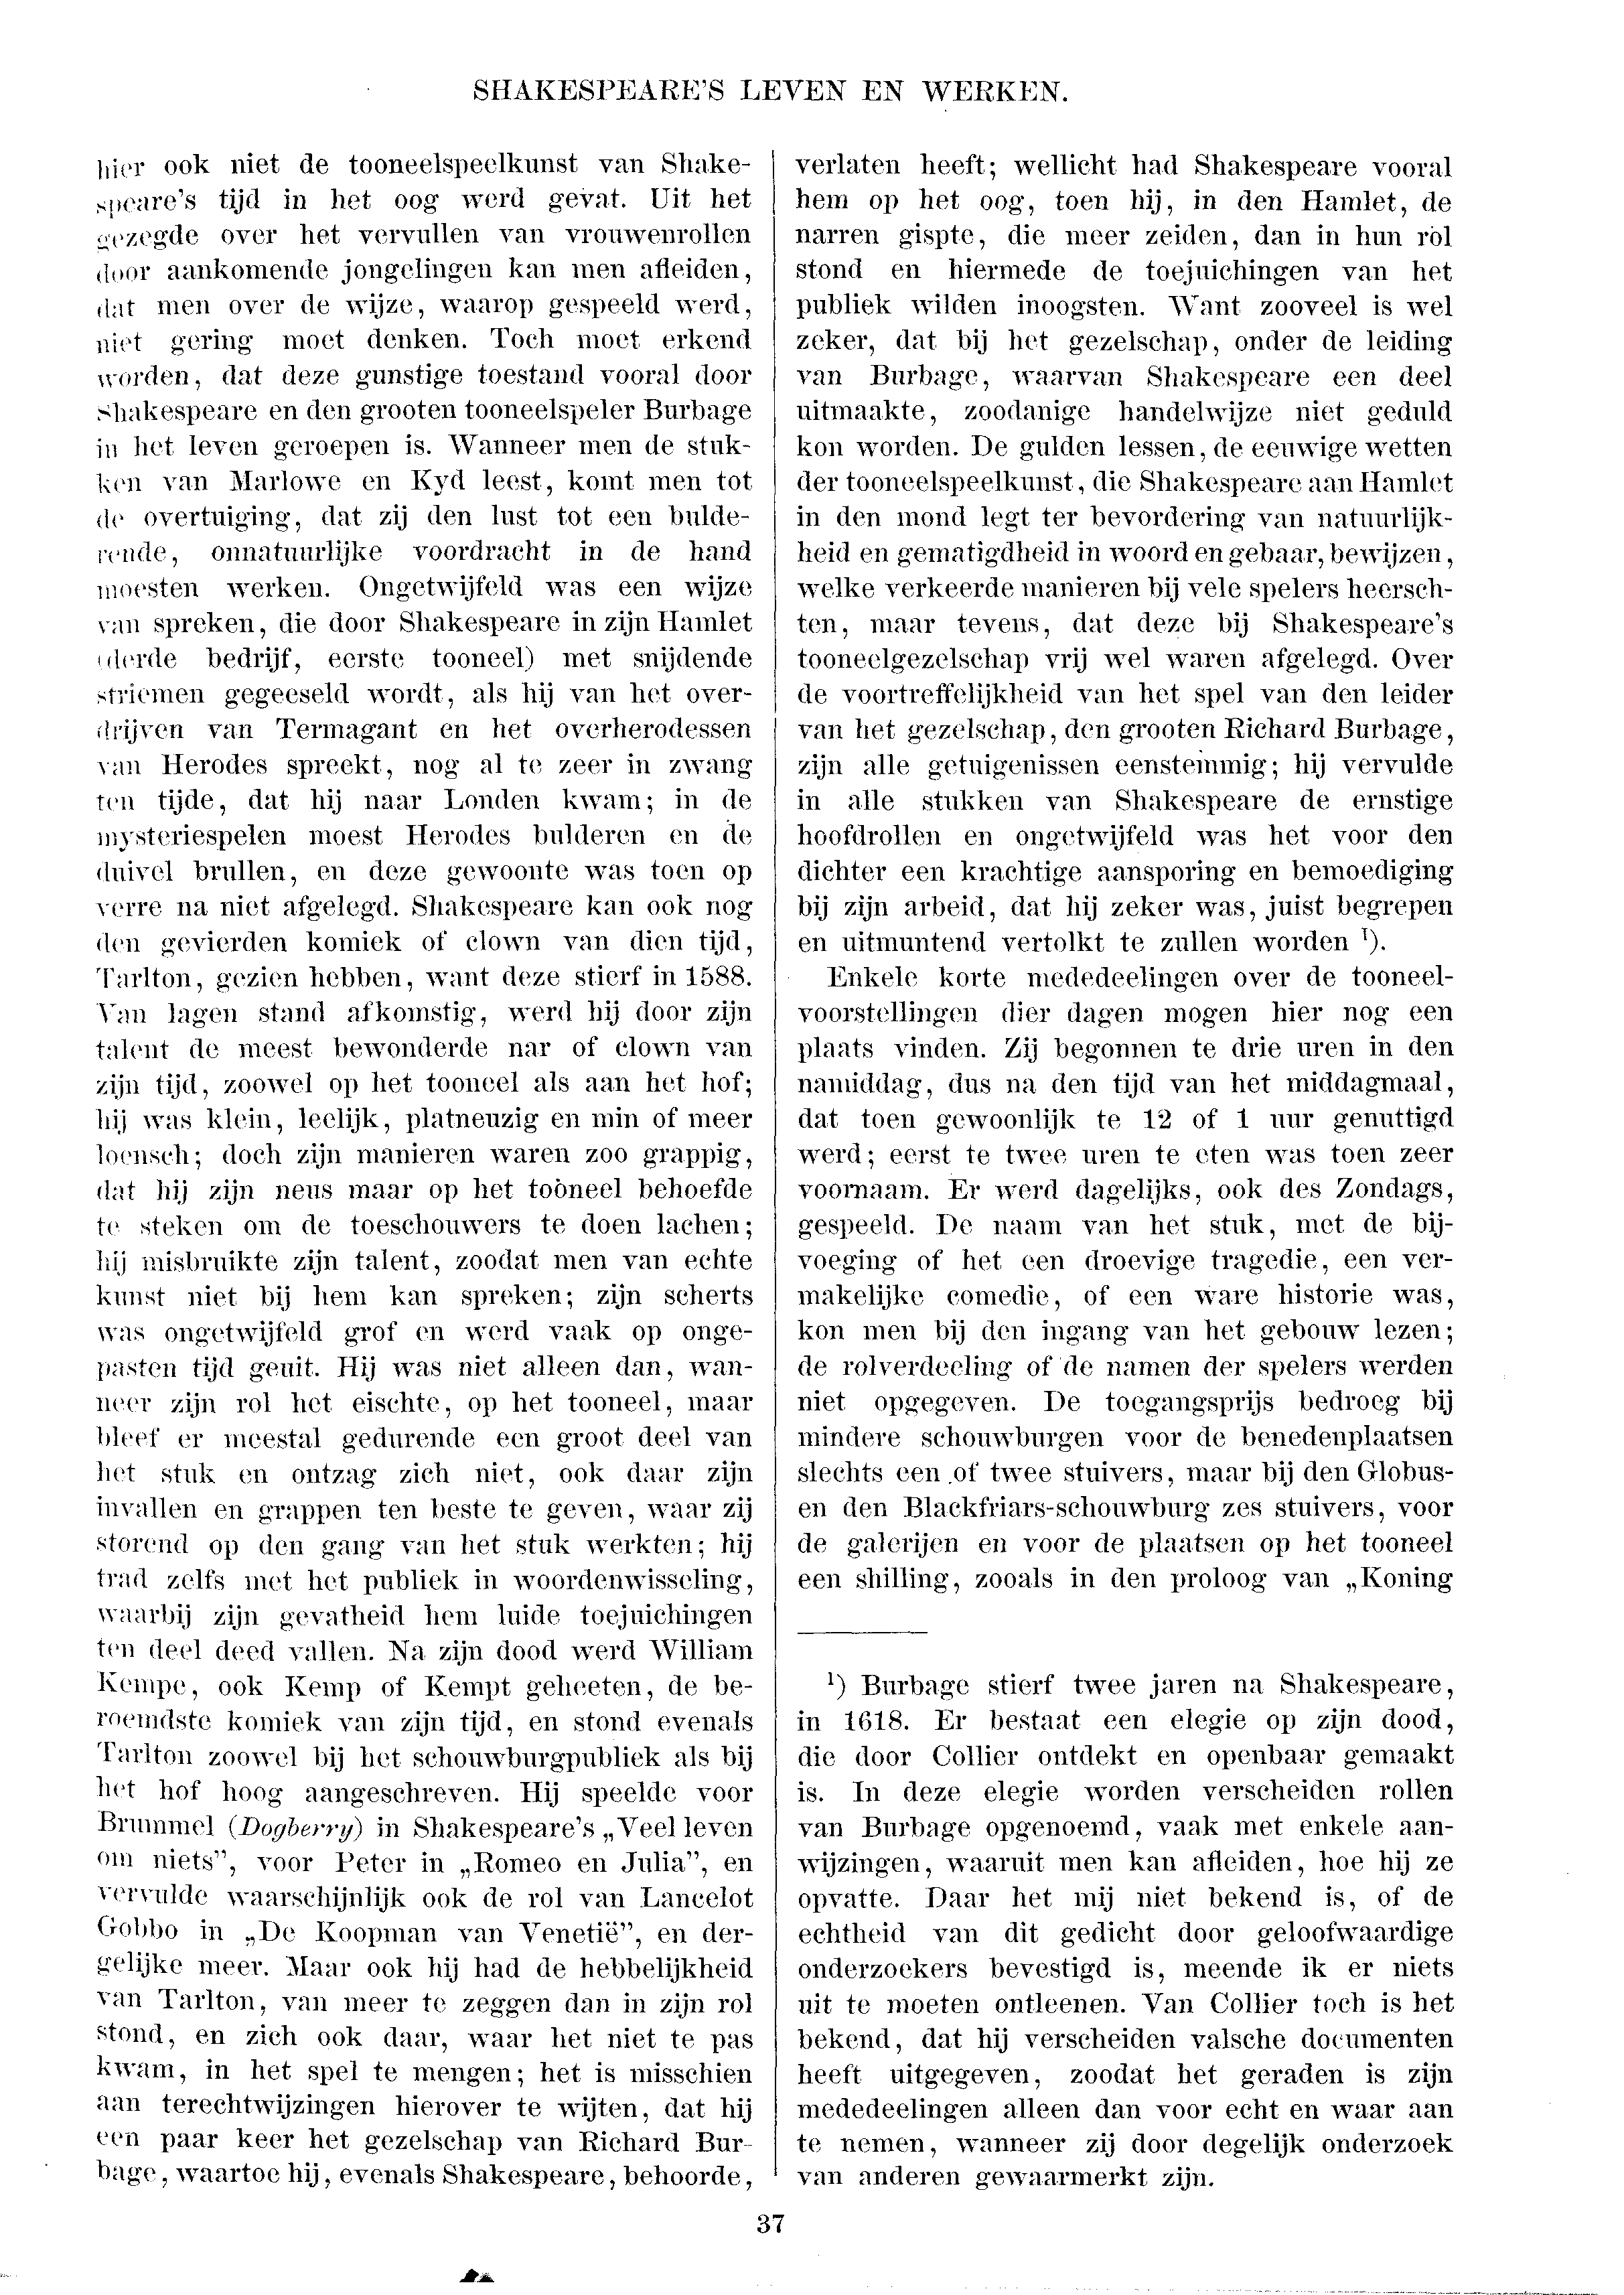 SHAKESPEARE'S LEVEN EN WERKEN.
hier ook niet de tooneelspeelkunst van Shake-
speare's tijd in het oog werd gevat. Uit het
gezegde over het vervullen van vrouwenrollen
door aankomende jongelingen kan men afleiden,
dat men over de wijze, waarop gespeeld werd,
niet gering moet denken. Toch moet erkend
worden, dat deze gunstige toestand vooral door
Shakespeare en den grooten tooneelspeler Burbage
in het leven geroepen is. Wanneer men de stuk-
ken van Marlowe en Kyd leest, komt men tot
de overtuiging, dat zij den lust tot een bulde-
rende, onnatuurlijke voordracht in de hand
moesten werken. Ongetwijfeld was een wijze
van spreken, die door Shakespeare in zijn Hamlet
(derde bedrijf, eerste tooneel) met snijdende
striemen gegeeseld wordt, als hij van het over-
drijven van Termagant en het overherodessen
van Herodes spreekt, nog al te zeer in zwang
ten tijde, dat hij naar Londen kwam; in de
mysteriespelen moest Herodes bulderen en de
duivel brullen, en deze gewoonte was toen op
verre na niet afgelegd. Shakespeare kan ook nog
den gevierden komiek of clown van dien tijd,
Tarlton, gezien hebben, want deze stierf in 1588.
Van lagen stand afkomstig, werd hij door zijn
talent de meest bewonderde nar of clown van
zijn tijd, zoowel op het tooneel als aan het hof;
hij was klein, leelijk, platneuzig en min of meer
loensch; doch zijn manieren waren zoo grappig,
dat hij zijn neus maar op het tooneel behoefde
te steken om de toeschouwers te doen lachen;
hij misbruikte zijn talent, zoodat men van echte
kunst niet bij hem kan spreken; zijn scherts
was ongetwijfeld grof en werd vaak op onge-
pasten tijd geuit. Hij was niet alleen dan, wan-
neer zijn rol het eischte, op het tooneel, maar
bleef er meestal gedurende een groot deel van
het stuk en ontzag zich niet, ook daar zijn
invallen en grappen ten beste te geven, waar zij
storend op den gang van het stuk werkten; hij
trad zelfs met het publiek in woordenwisseling,
waarbij zijn gevatheid hem luide toejuichingen
ten deel deed vallen. Na zijn dood werd William
Kempe, ook Kemp of Kempt geheeten, de be-
roemdste komiek van zijn tijd, en stond evenals
Tarlton zoowel bij het schouwburgpubliek als bij
het hof hoog aangeschreven. Hij speelde voor
Brummel (Dogberry) in Shakespeare's „Veel leven
om niets”, voor Peter in „Romeo en Julia”, en
vervulde waarschijnlijk ook de rol van Lancelot
Gobbo in „De Koopman van Venetië”, en der-
gelijke meer. Maar ook hij had de hebbelijkheid
van Tarlton, van meer te zeggen dan in zijn rol
stond, en zich ook daar, waar het niet te pas
kwam, in het spel te mengen; het is misschien
aan terechtwijzingen hierover te wijten, dat hij
een paar keer het gezelschap van Richard Bur-
bage, waartoe hij, evenals Shakespeare, behoorde,
verlaten heeft; wellicht had Shakespeare vooral
hem op het oog, toen hij, in den Hamlet, de
narren gispte, die meer zeiden, dan in hun rol
stond en hiermede de toejuichingen van het
publiek wilden inoogsten. Want zooveel is wel
zeker, dat bij het gezelschap, onder de leiding
van Burbage, waarvan Shakespeare een deel
uitmaakte, zoodanige handelwijze niet geduld
kon worden. De gulden lessen, de eeuwige wetten
der tooneelspeelkunst, die Shakespeare aan Hamlet
in den mond legt ter bevordering van natuurlijk-
heid en gematigdheid in woord en gebaar, bewijzen,
welke verkeerde manieren bij vele spelers heersch-
ten, maar tevens, dat deze bij Shakespeare's
tooneelgezelschap vrij wel waren afgelegd. Over
de voortreffelijkheid van het spel van den leider
van het gezelschap, den grooten Richard Burbage,
zijn alle getuigenissen eenstemmig; hij vervulde
in alle stukken van Shakespeare de ernstige
hoofdrollen en ongetwijfeld was het voor den
dichter een krachtige aansporing en bemoediging
bij zijn arbeid, dat hij zeker was, juist begrepen
en uitmuntend vertolkt te zullen worden ¹).
Enkele korte mededeelingen over de tooneel-
voorstellingen dier dagen mogen hier nog een
plaats vinden. Zij begonnen te drie uren in den
namiddag, dus na den tijd van het middagmaal,
dat toen gewoonlijk te 12 of 1 uur genuttigd
werd; eerst te twee uren te eten was toen zeer
voornaam. Er werd dagelijks, ook des Zondags,
gespeeld. De naam van het stuk, met de bij-
voeging of het een droevige tragedie, een ver-
makelijke comedie, of een ware historie was,
kon men bij den ingang van het gebouw lezen;
de rolverdeeling of de namen der spelers werden
niet opgegeven. De toegangsprijs bedroeg bij
mindere schouwburgen voor de benedenplaatsen
slechts een of twee stuivers, maar bij den Globus-
en den Blackfriars-schouwburg zes stuivers, voor
de galerijen en voor de plaatsen op het tooneel
een shilling, zooals in den proloog van „Koning
¹) Burbage stierf twee jaren na Shakespeare,
in 1618. Er bestaat een elegie op zijn dood,
die door Collier ontdekt en openbaar gemaakt
is. In deze elegie worden verscheiden rollen
van Burbage opgenoemd, vaak met enkele aan-
wijzingen, waaruit men kan afleiden, hoe hij ze
opvatte. Daar het mij niet bekend is, of de
echtheid van dit gedicht door geloofwaardige
onderzoekers bevestigd is, meende ik er niets
uit te moeten ontleenen. Van Collier toch is het
bekend, dat hij verscheiden valsche documenten
heeft uitgegeven, zoodat het geraden is zijn
mededeelingen alleen dan voor echt en waar aan
te nemen, wanneer zij door degelijk onderzoek
van anderen gewaarmerkt zijn.
37